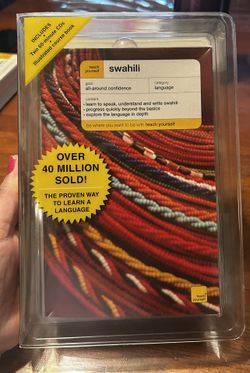 INCLUDES
• Two 60-minute CDs
• Illustrated course book
teach
yourself
swahili
goal
all-around confidence
category
language
content
• learn to speak, understand and write swahili
• progress quickly beyond the basics
• explore the language in depth
be where you want to be with teach yourself
OVER
40 MILLION
SOLD!
THE PROVEN WAY
TO LEARN A
LANGUAGE
teach
yourself